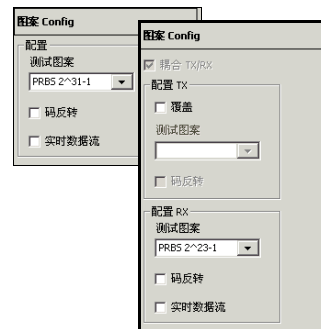 图案 Config
配置
测试图案
PRBS 2^31-1
码反转
实时数据流
图案 Config
耦合 TX/RX
配置 TX
覆盖
测试图案
码反转
配置 RX
测试图案
PRBS 2^23-1
码反转
实时数据流